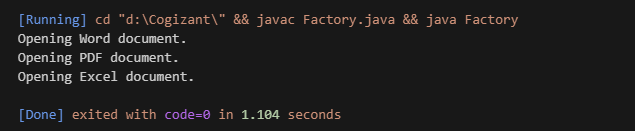 [Running] cd "d:\Cogizant\" && javac Factory.java && java Factory
Opening Word document.
Opening PDF document.
Opening Excel document.
[Done] exited with code=0 in 1.104 seconds